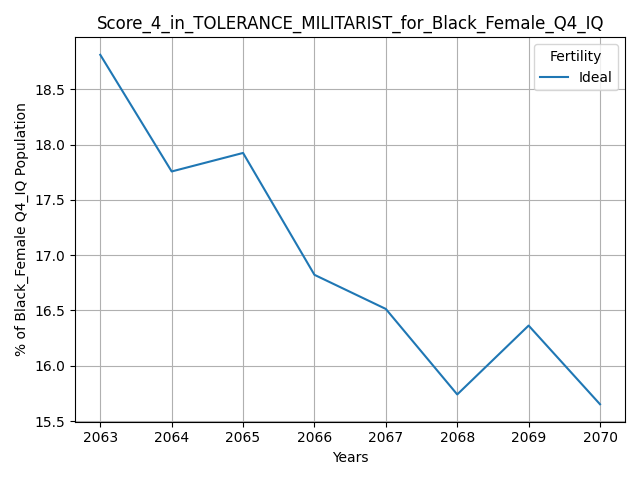 Score_4_in_TOLERANCE_MILITARIST_for_Black_Female_Q4_IQ
Fertility
Ideal
% of Black_Female Q4_IQ Population
18.5
18.0
17.5
17.0
16.5
16.0
15.5
2063 2064 2065 2066 2067 2068 2069 2070
Years